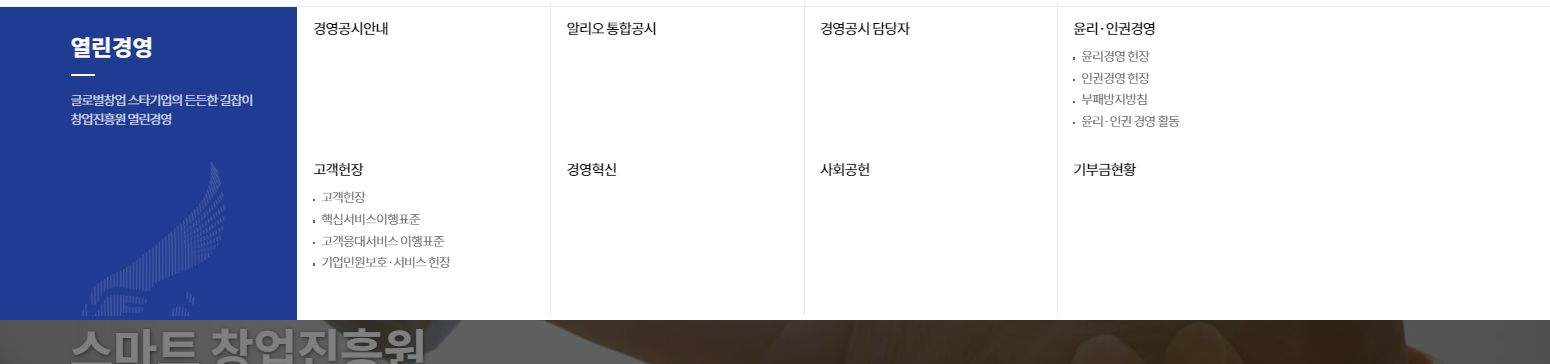 열린경영
글로벌창업 스타기업의 든든한 길잡이
창업진흥원 열린경영
경영공시안내
알리오 통합공시
경영공시 담당자
윤리·인권경영
윤리경영 헌장
인권경영 헌장
부패방지방침
윤리·인권 경영 활동
고객헌장
고객헌장
핵심서비스이행표준
고객응대서비스 이행표준
기업민원보호·서비스 헌장
경영혁신
사회공헌
기부금현황
스마트 창업진흥원